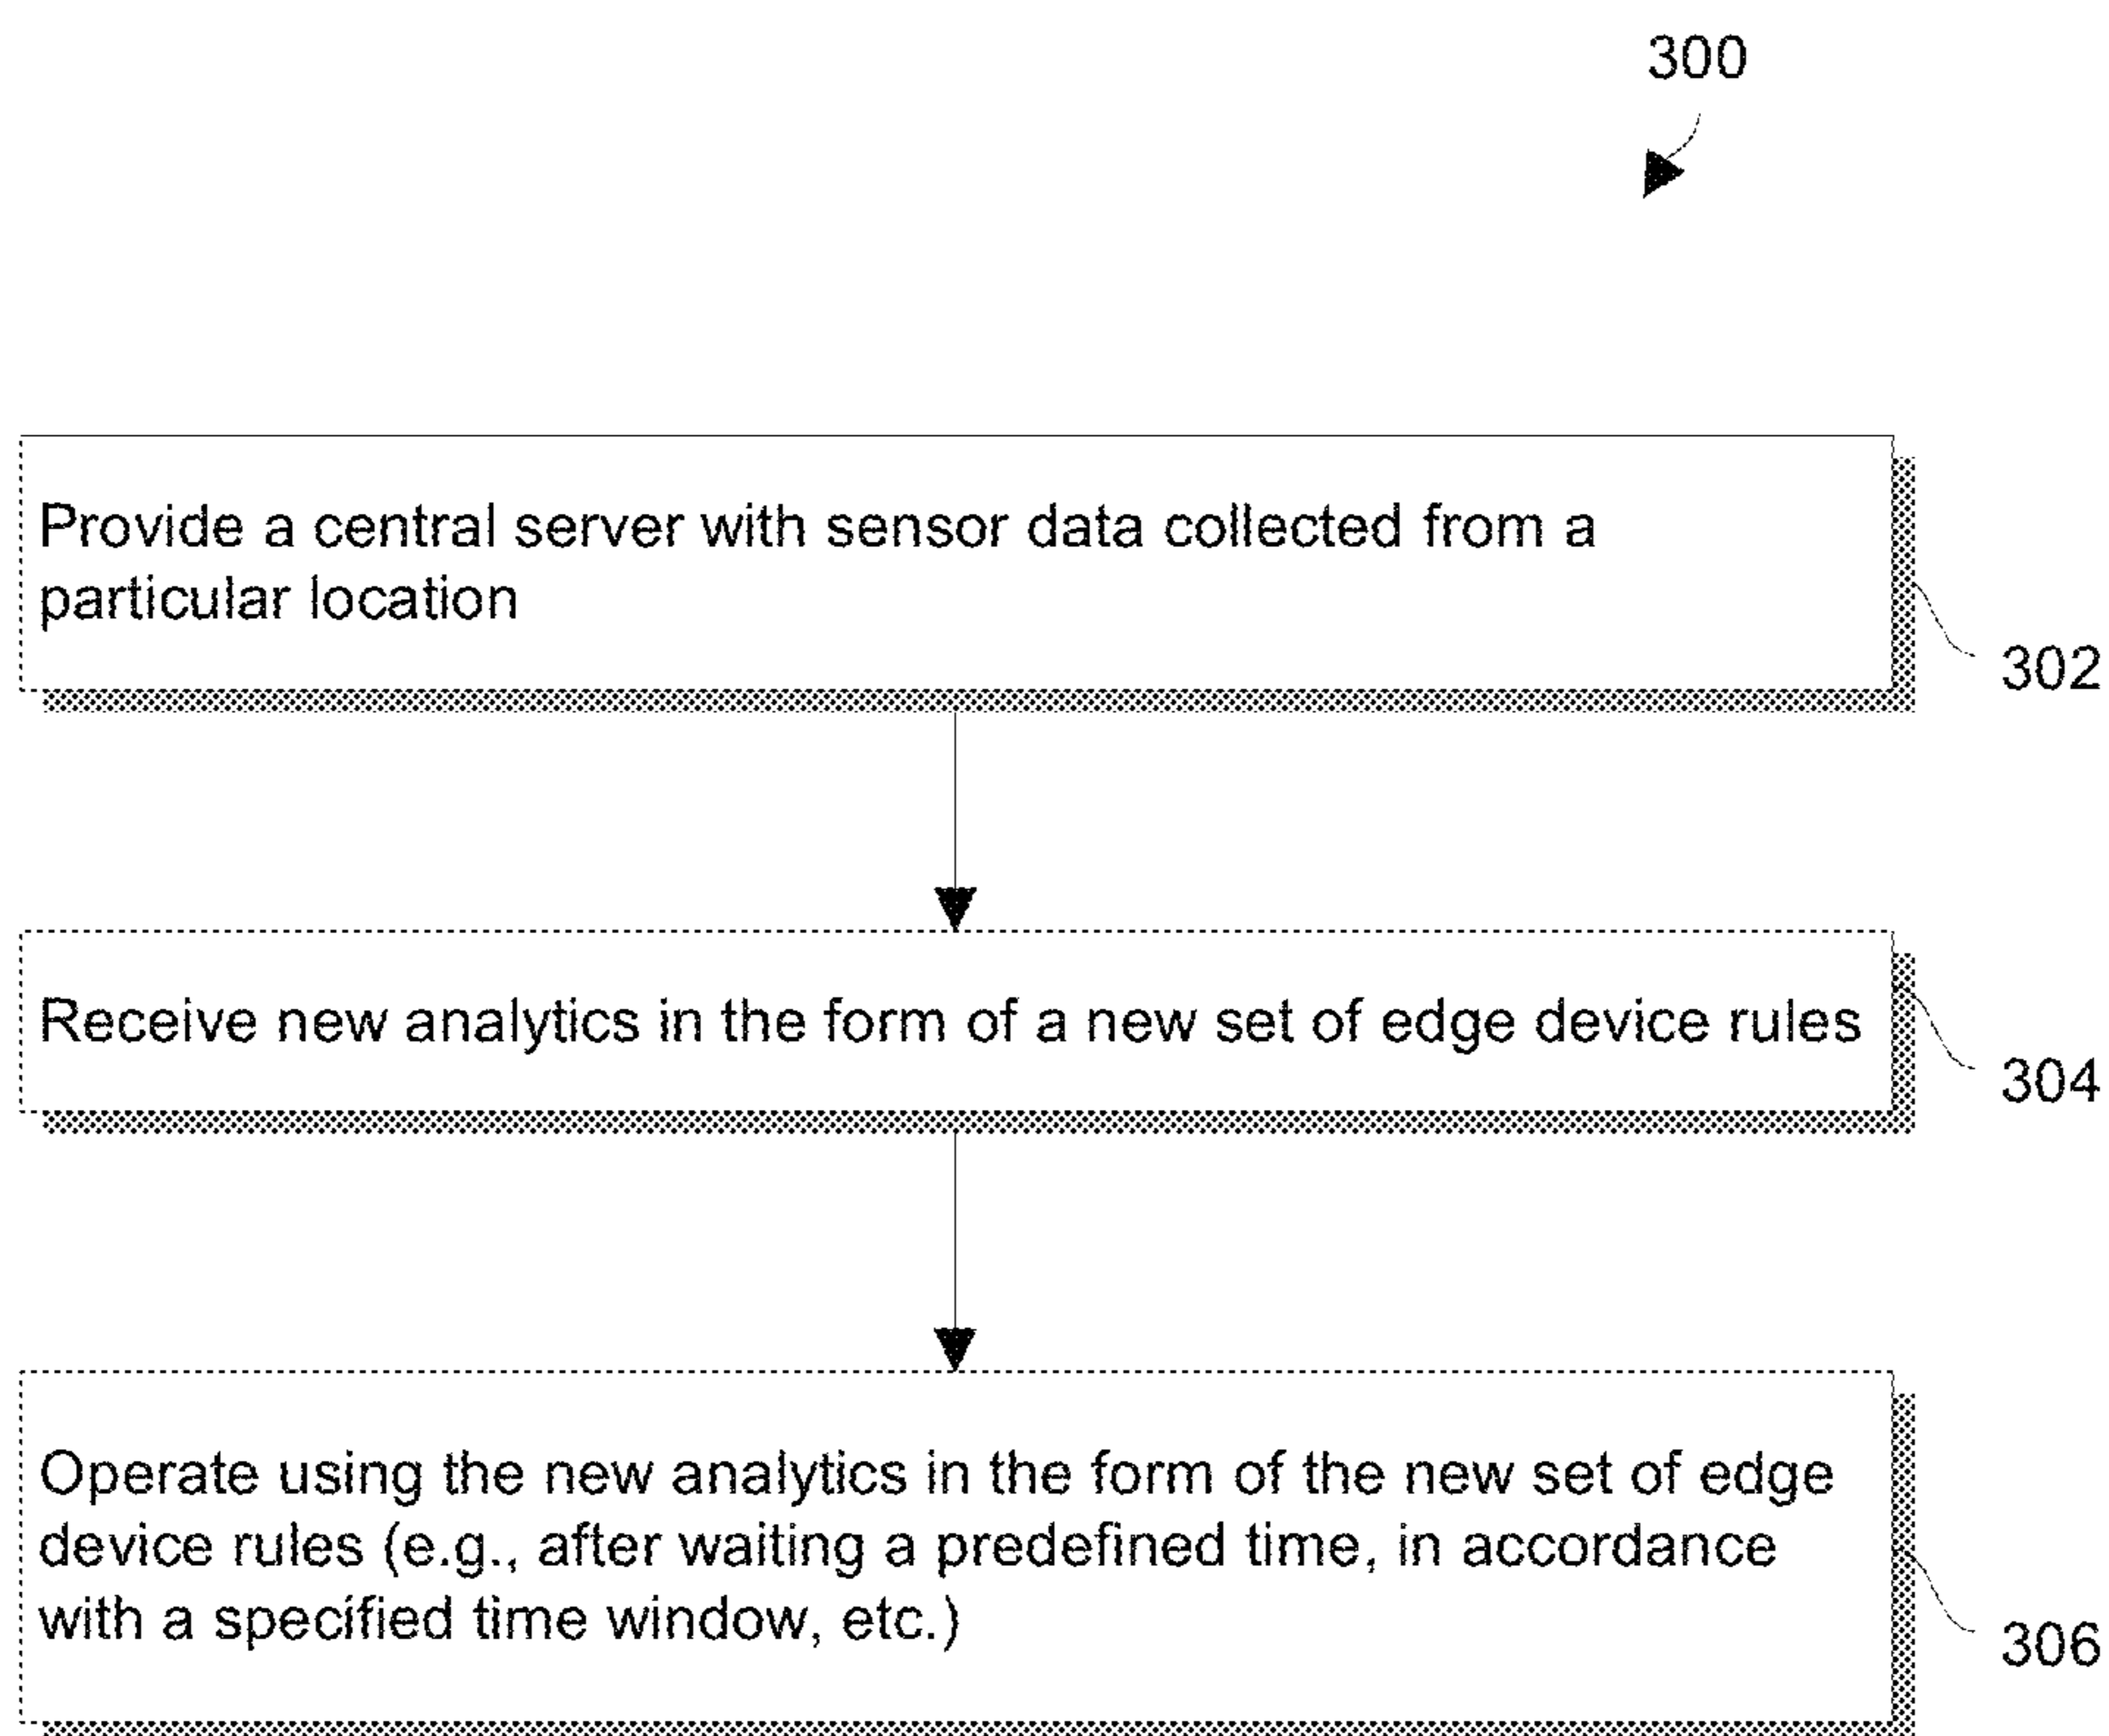 300
Provide a central server with sensor data collected from a
particular location
302
Receive new analytics in the form of a new set of edge device rules
304
Operate using the new analytics in the form of the new set of edge
device rules (e.g., after waiting a predefined time, in accordance
with a specified time window, etc.)
306